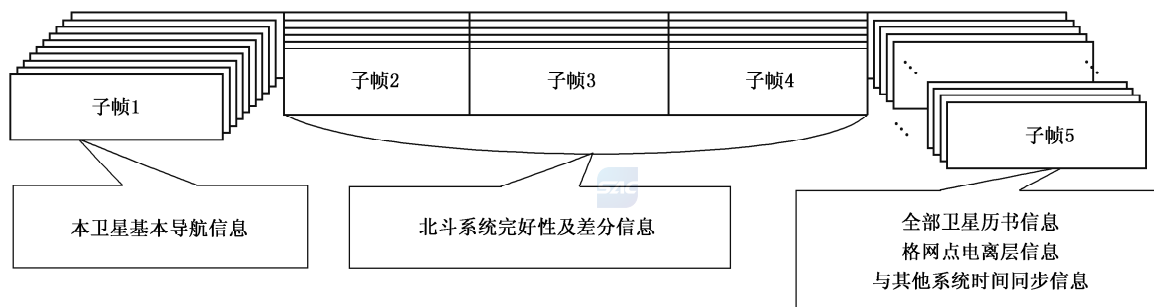 子帧1
子帧2
子帧3
子帧4
子帧5
本卫星基本导航信息
北斗系统完好性及差分信息
SZIC
全部卫星历书信息
格网点电离层信息
与其他系统时间同步信息